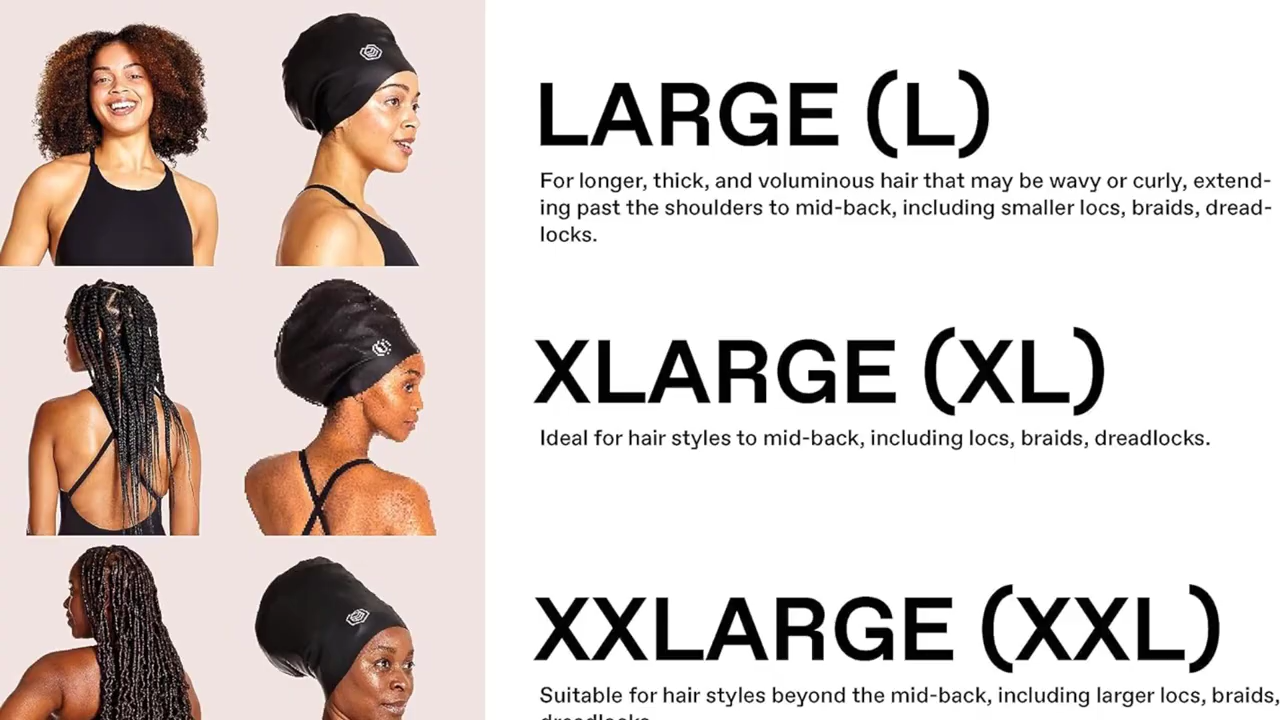 LARGE (L)
For longer, thick, and voluminous hair that may be wavy or curly, extend-
ing past the shoulders to mid-back, including smaller locs, braids, dread-
locks.
XLARGE (XL)
Ideal for hair styles to mid-back, including locs, braids, dreadlocks.
XXLARGE (XXL)
Suitable for hair styles beyond the mid-back, including larger locs, braids,
dreadlocks.